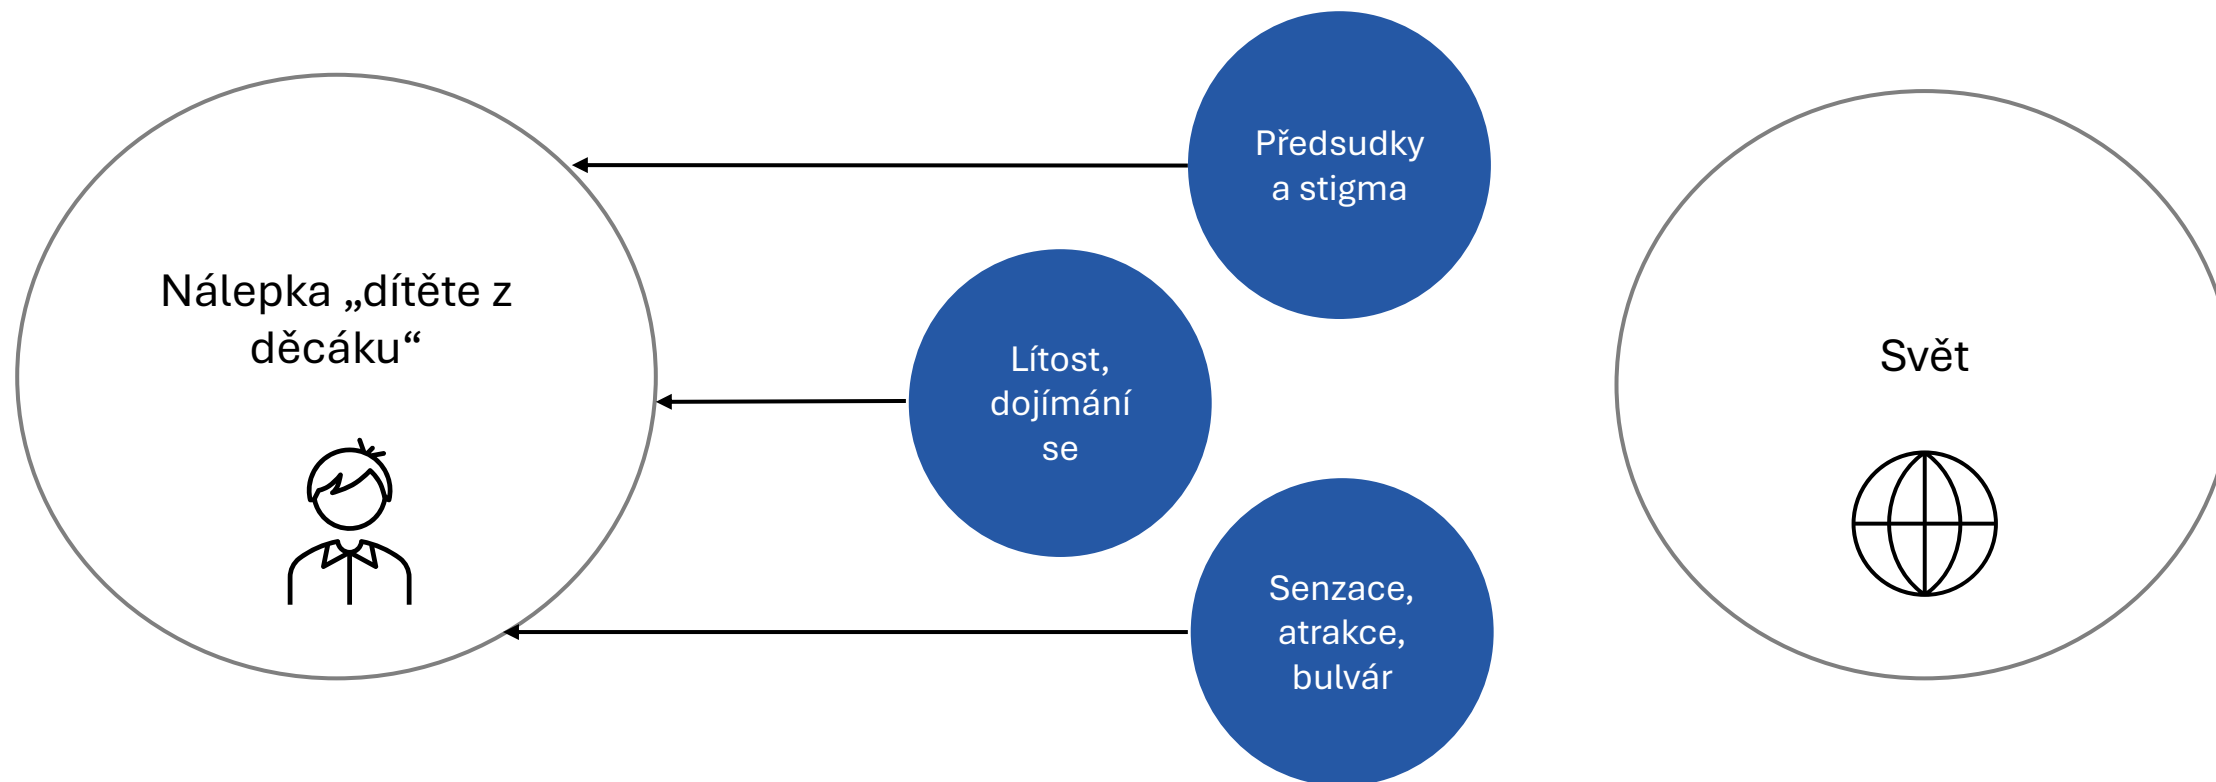 Nálepka „dítěte z
děcáku“
Předsudky
a stigma
Lítost,
dojímání
se
Senzace,
atrakce,
bulvár
Svět